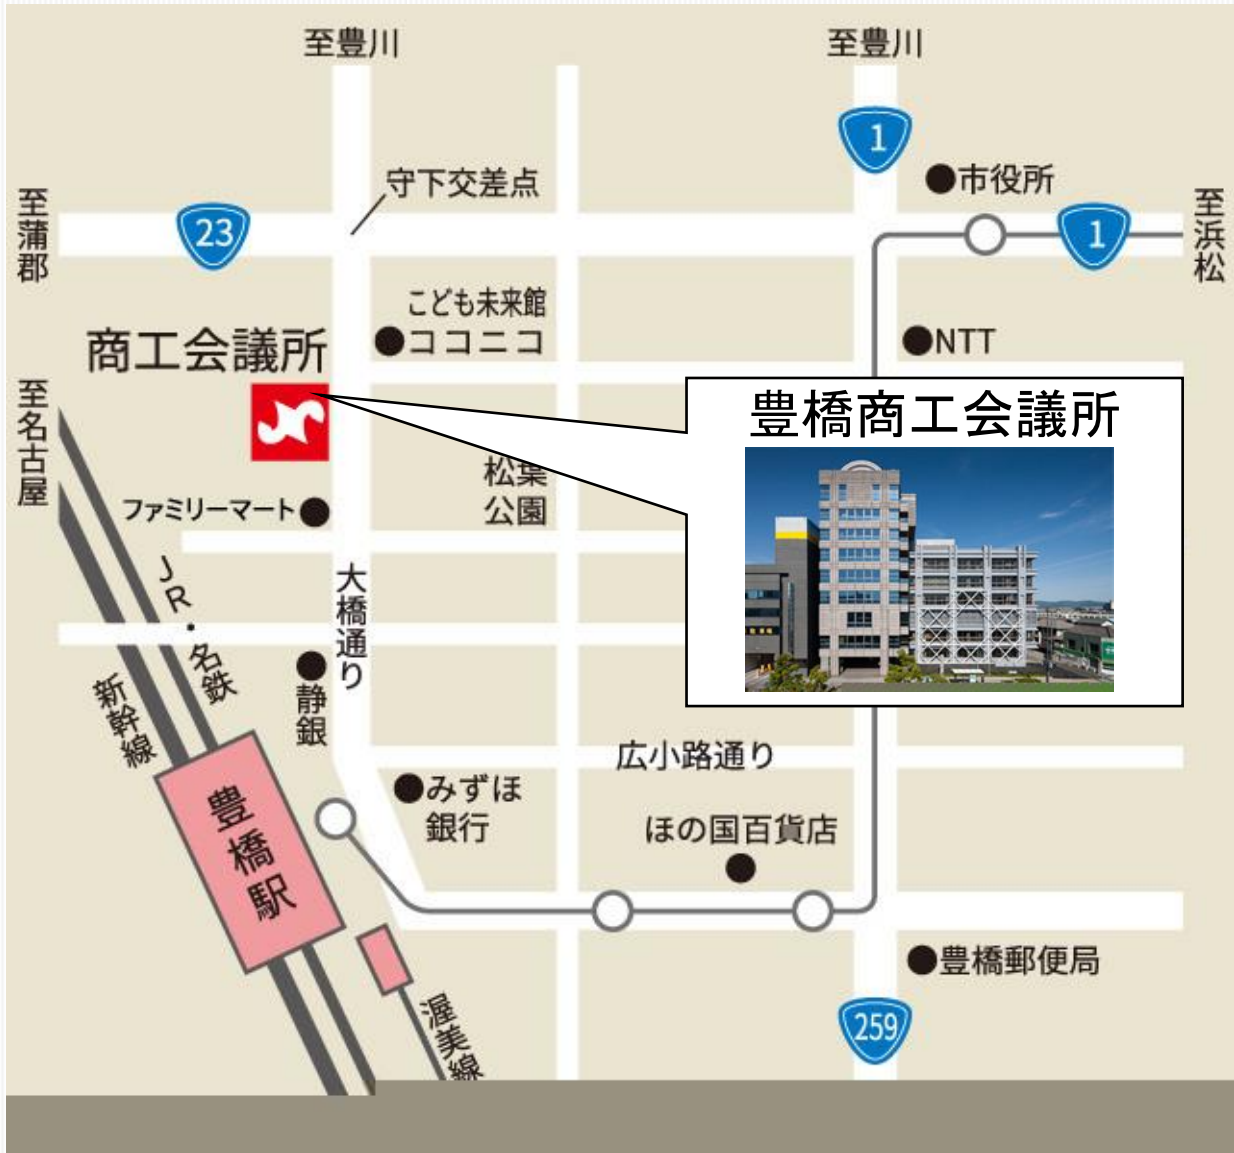 至豊川
至豊川
1
市役所
守下交差点
至蒲郡
23
1
至浜松
こども未来館
ココニコ
NTT
商工会議所
至名古屋
豊橋商工会議所
松葉
公園
ファミリーマート
JR・名鉄
大橋通り
新幹線
静銀
広小路通り
みずほ
銀行
豊橋駅
ほの国百貨店
豊橋郵便局
渥美線
259